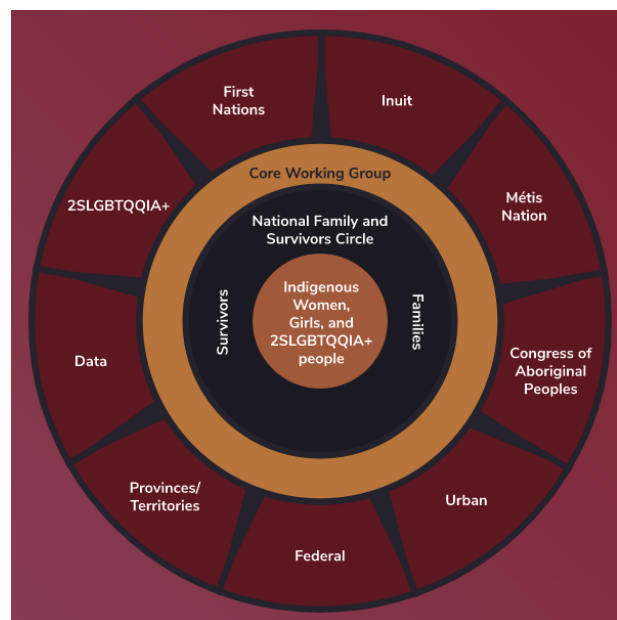 First
Nations
Inuit
Métis
Nation
Congress of
Aboriginal
Peoples
Urban
Federal
Provinces/
Territories
Data
2SLGBTQQIA+
Core Working Group
National Family and
Survivors Circle
Survivors
Families
Indigenous
Women,
Girls, and
2SLGBTQQIA+
people